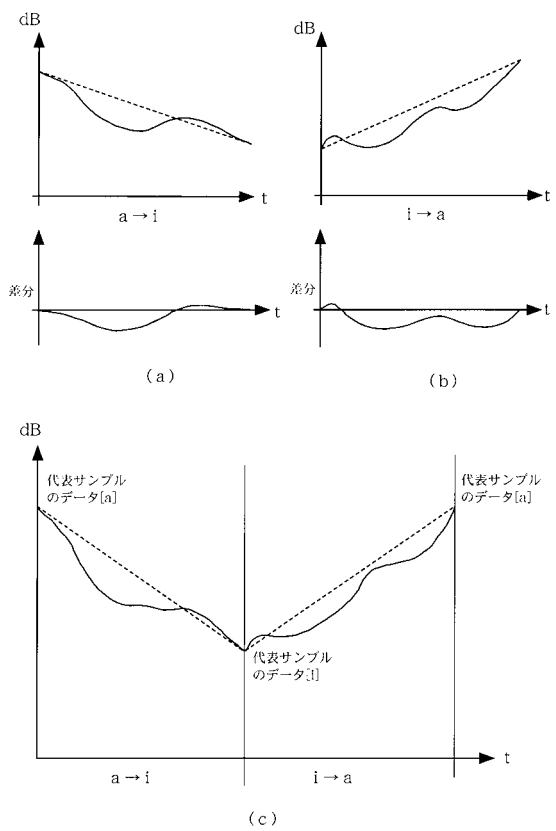 dB
t
a→i
差分
t
(a)
dB
t
i→a
差分
t
(b)
dB
代表サンプル
のデータ[a]
代表サンプル
のデータ[a]
代表サンプル
のデータ[I]
t
a→i
i→a
(c)